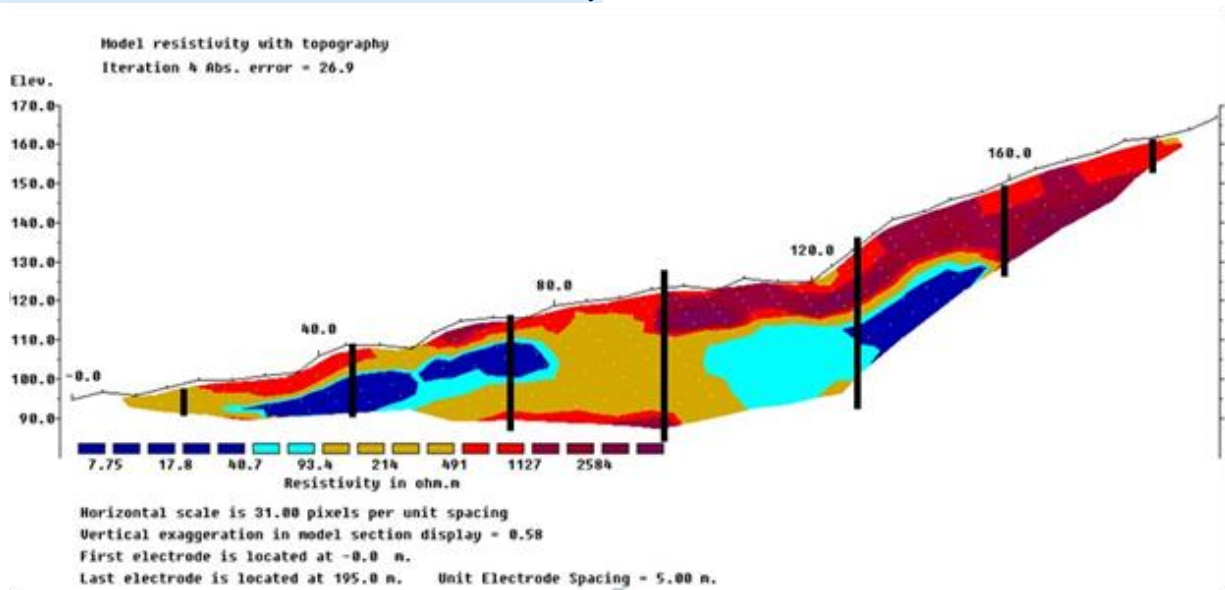 Model resistivity with topography
Iteration 4 Abs. error = 26.9
Elev.
170.0
160.0
160.0
150.0
140.0
130.0
120.0
120.0
80.0
110.0
40.0
100.0
-0.0
90.0
7.75 17.8 40.7 93.4 214 491 1127 2584
Resistivity in ohm.m
Horizontal scale is 31.00 pixels per unit spacing
Vertical exaggeration in model section display = 0.58
First electrode is located at -0.0 m.
Last electrode is located at 195.0 m. Unit Electrode Spacing = 5.00 m.